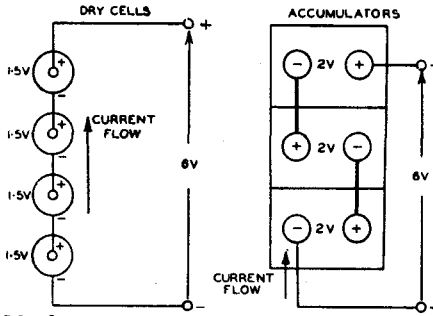 DRY CELLS
+
1·5V
+
-
1·5V
+
-
1·5V
+
-
1·5V
+
-
CURRENT
FLOW
6V
-
ACCUMULATORS
- 2V +
+ 2V -
- 2V +
6V
CURRENT
FLOW